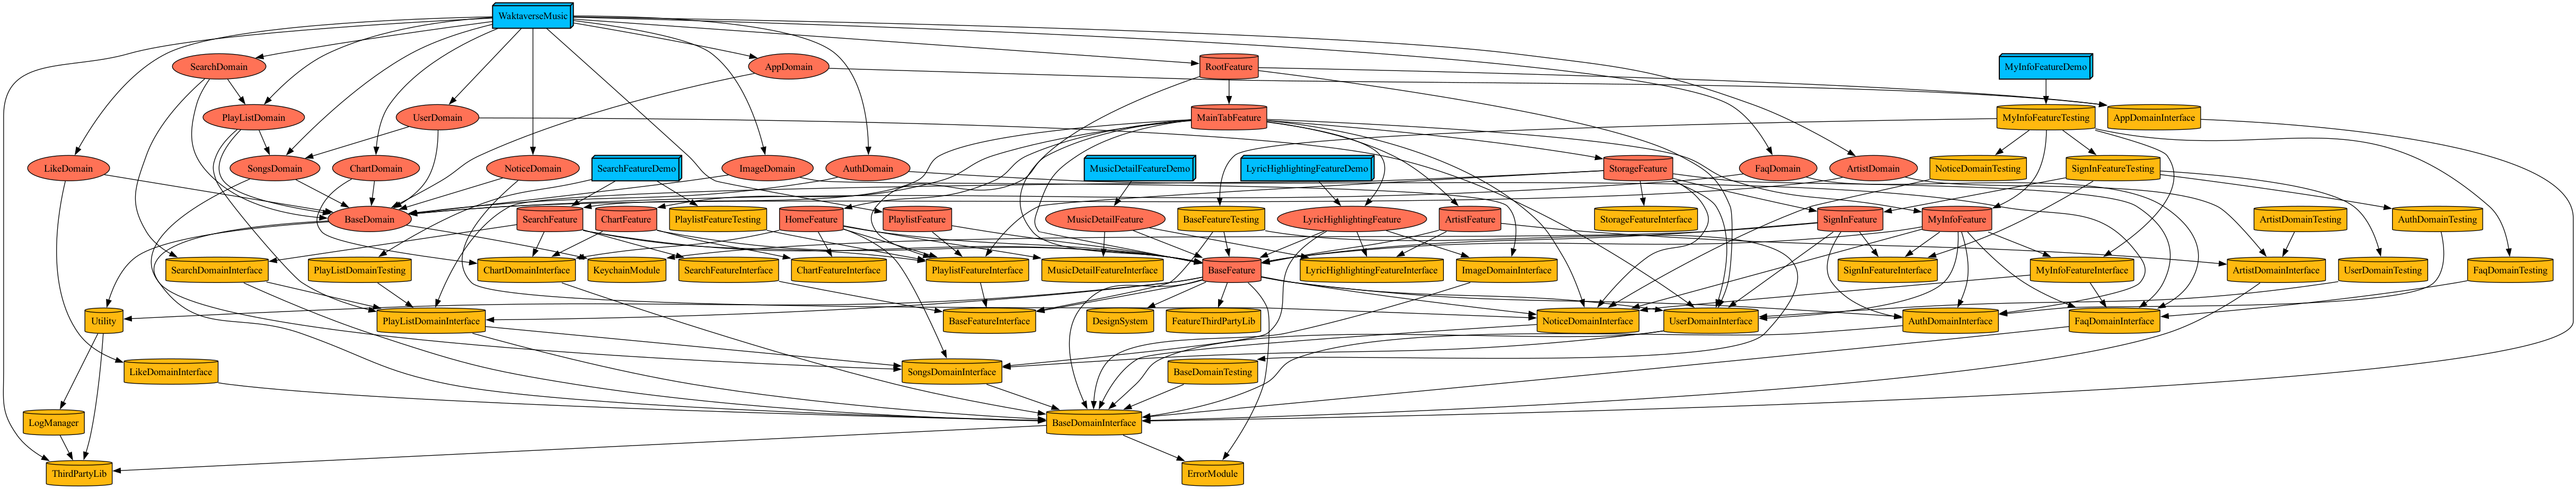 WaktaverseMusic
SearchDomain
AppDomain
RootFeature
MyInfoFeatureDemo
PlayListDomain
UserDomain
MainTabFeature
MyInfoFeatureTesting
AppDomainInterface
LikeDomain
SongsDomain
ChartDomain
NoticeDomain
SearchFeatureDemo
ImageDomain
AuthDomain
MusicDetailFeatureDemo
LyricHighlightingFeatureDemo
StorageFeature
FaqDomain
ArtistDomain
NoticeDomainTesting
SignInFeatureTesting
BaseDomain
SearchFeature
ChartFeature
PlaylistFeatureTesting
HomeFeature
PlaylistFeature
MusicDetailFeature
BaseFeatureTesting
LyricHighlightingFeature
ArtistFeature
StorageFeatureInterface
SignInFeature
MyInfoFeature
ArtistDomainTesting
AuthDomainTesting
SearchDomainInterface
PlayListDomainTesting
ChartDomainInterface
KeychainModule
SearchFeatureInterface
ChartFeatureInterface
PlaylistFeatureInterface
MusicDetailFeatureInterface
BaseFeature
LyricHighlightingFeatureInterface
ImageDomainInterface
SignInFeatureInterface
MyInfoFeatureInterface
ArtistDomainInterface
UserDomainTesting
FaqDomainTesting
Utility
PlayListDomainInterface
BaseFeatureInterface
DesignSystem
FeatureThirdPartyLib
NoticeDomainInterface
UserDomainInterface
AuthDomainInterface
FaqDomainInterface
LikeDomainInterface
SongsDomainInterface
BaseDomainTesting
LogManager
BaseDomainInterface
ThirdPartyLib
ErrorModule